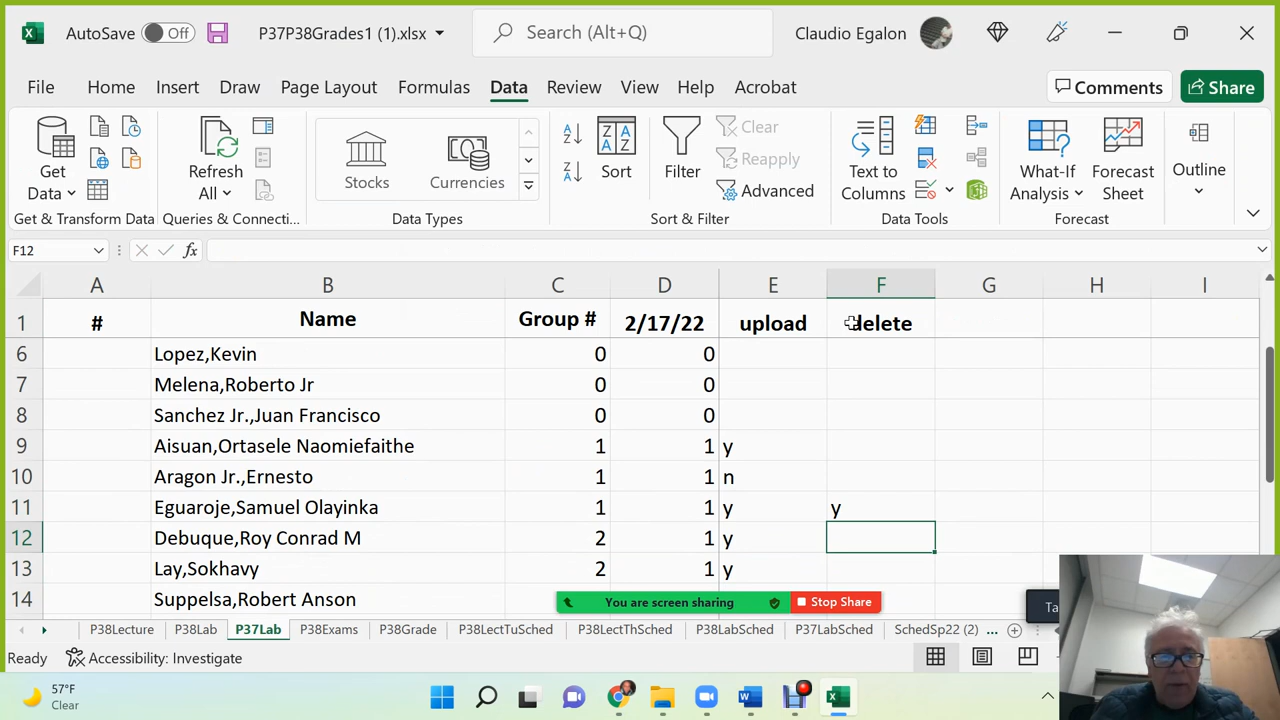 AutoSave Off P37P38Grades1 (1).xlsx Search (Alt+Q) Claudio Egalon
File Home Insert Draw Page Layout Formulas Data Review View Help Acrobat Comments Share
Get Data Refresh All Stocks Currencies Sort Filter Clear Reapply Advanced Text to Columns What-If Analysis Forecast Sheet Outline
Get & Transform Data Queries & Connecti... Data Types Sort & Filter Data Tools Forecast
F12 fx
A B C D E F G H I
1 # Name Group # 2/17/22 upload delete
6 Lopez,Kevin 0 0
7 Melena,Roberto Jr 0 0
8 Sanchez Jr.,Juan Francisco 0 0
9 Aisuan,Ortasele Naomiefaithe 1 1 y
10 Aragon Jr.,Ernesto 1 1 n
11 Eguaroje,Samuel Olayinka 1 1 y y
12 Debuque,Roy Conrad M 2 1 y
13 Lay,Sokhavy 2 1 y
14 Suppelsa,Robert Anson
You are screen sharing Stop Share Ta
P38Lecture P38Lab P37Lab P38Exams P38Grade P38LectTuSched P38LectThSched P38LabSched P37LabSched SchedSp22 (2) ...
Ready Accessibility: Investigate
57°F
Clear